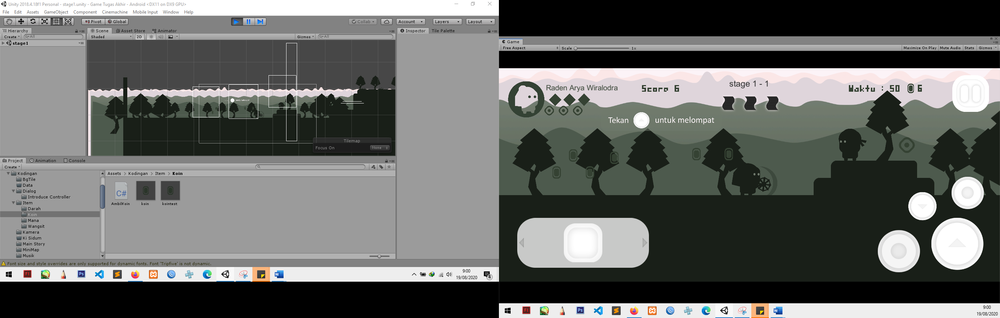 Unity 2018.4.18f1 Personal - stage1.unity - Game Tugas Akhir - Android <DX11 on DX9 GPU>
File Edit Assets GameObject Component Cinemachine Mobile Input Window Help
Pivot Global Collab Account Layers Layout
Hierarchy
Create All
stage1
Scene Asset Store Animator
Shaded 2D Gizmos All
Tilemap
Focus On None
Inspector Tile Palette
Project Animation Console
Create
Kodingan
BgTile
Data
Dialog
Introduce Controller
Item
Darah
Koin
Mana
Wangsit
Kamera
Ki Sidum
Main Story
MiniMap
Musik
Assets > Kodingan > Item > Koin
C#
AmbilKoin koin kointest
Font size and style overrides are only supported for dynamic fonts. Font 'Tripfive' is not dynamic.
Fl Ps W
9:00
19/08/2020
4
Game
Free Aspect Scale 1x Maximize On Play Mute Audio Stats Gizmos
Raden Arya Wiralodra
Score 6
stage 1 - 1
Waktu : 50 6
Tekan untuk melompat
Fl Ps W
9:00
19/08/2020